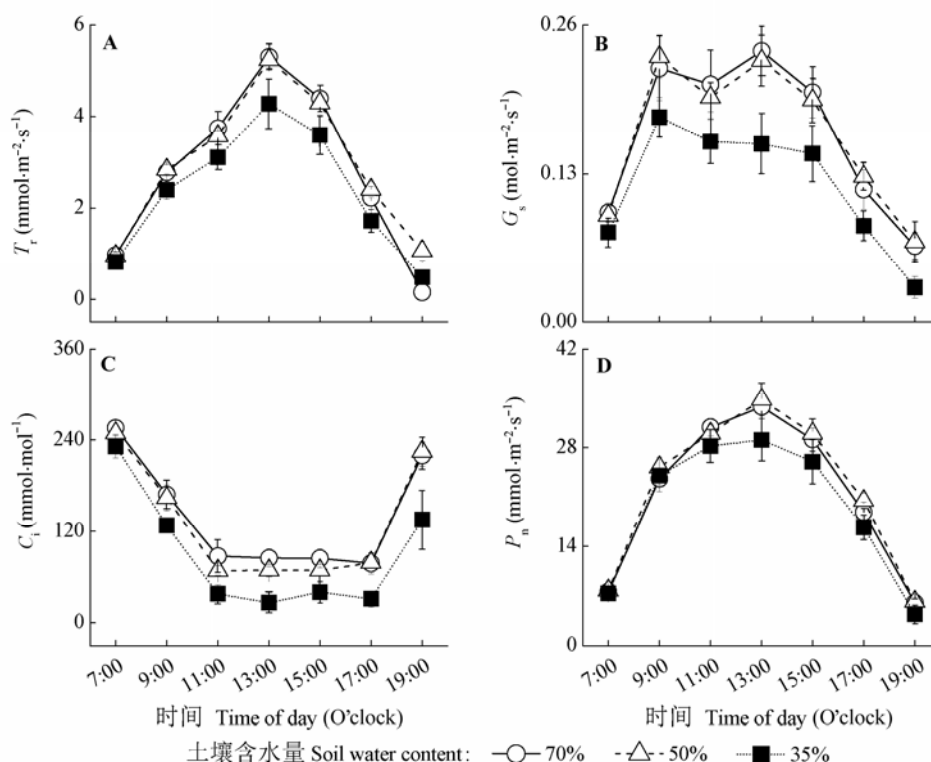 A
6
4
2
0
T_r (mmol·m⁻²·s⁻¹)
B
0.26
0.13
0.00
G_s (mol·m⁻²·s⁻¹)
C
360
240
120
0
C_i (mmol·mol⁻¹)
D
42
28
14
0
P_n (mmol·m⁻²·s⁻¹)
7:00 9:00 11:00 13:00 15:00 17:00 19:00
时间 Time of day (O'clock)
7:00 9:00 11:00 13:00 15:00 17:00 19:00
时间 Time of day (O'clock)
土壤含水量 Soil water content: 70% 50% 35%